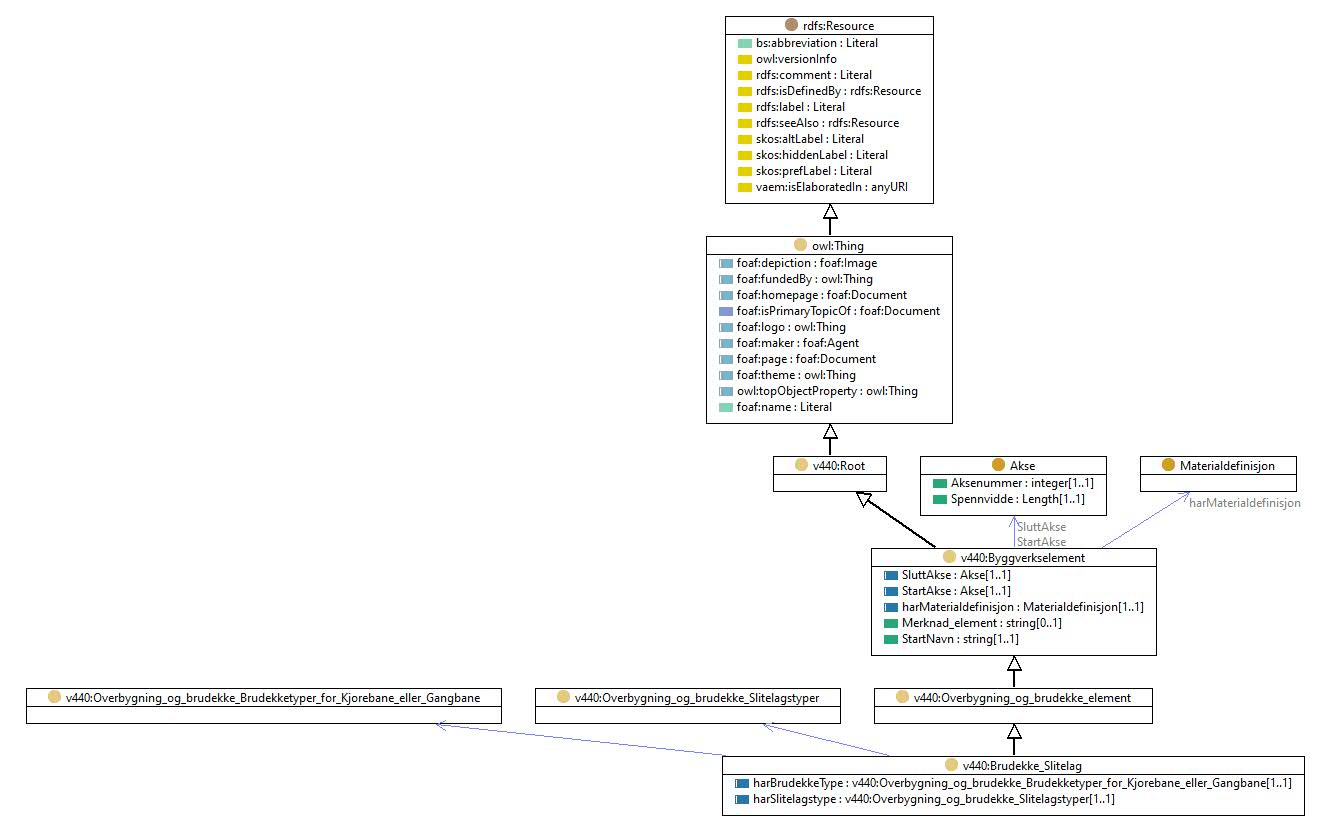 rdfs:Resource
bs:abbreviation : Literal
owl:versionInfo
rdfs:comment : Literal
rdfs:isDefinedBy : rdfs:Resource
rdfs:label : Literal
rdfs:seeAlso : rdfs:Resource
skos:altLabel : Literal
skos:hiddenLabel : Literal
skos:prefLabel : Literal
vaem:isElaboratedIn : anyURI
owl:Thing
foaf:depiction : foaf:Image
foaf:fundedBy : owl:Thing
foaf:homepage : foaf:Document
foaf:isPrimaryTopicOf : foaf:Document
foaf:logo : owl:Thing
foaf:maker : foaf:Agent
foaf:page : foaf:Document
foaf:theme : owl:Thing
owl:topObjectProperty : owl:Thing
foaf:name : Literal
v440:Root
Akse
Aksenummer : integer[1..1]
Spennvidde : Length[1..1]
Materialdefinisjon
harMaterialdefinisjon
SluttAkse
StartAkse
v440:Byggverkselement
SluttAkse : Akse[1..1]
StartAkse : Akse[1..1]
harMaterialdefinisjon : Materialdefinisjon[1..1]
Merknad_element : string[0..1]
StartNavn : string[1..1]
v440:Overbygning_og_brudekke_Brudekketyper_for_Kjorebane_eller_Gangbane
v440:Overbygning_og_brudekke_Slitelagstyper
v440:Overbygning_og_brudekke_element
v440:Brudekke_Slitelag
harBrudekkeType : v440:Overbygning_og_brudekke_Brudekketyper_for_Kjorebane_eller_Gangbane[1..1]
harSlitelagstype : v440:Overbygning_og_brudekke_Slitelagstyper[1..1]